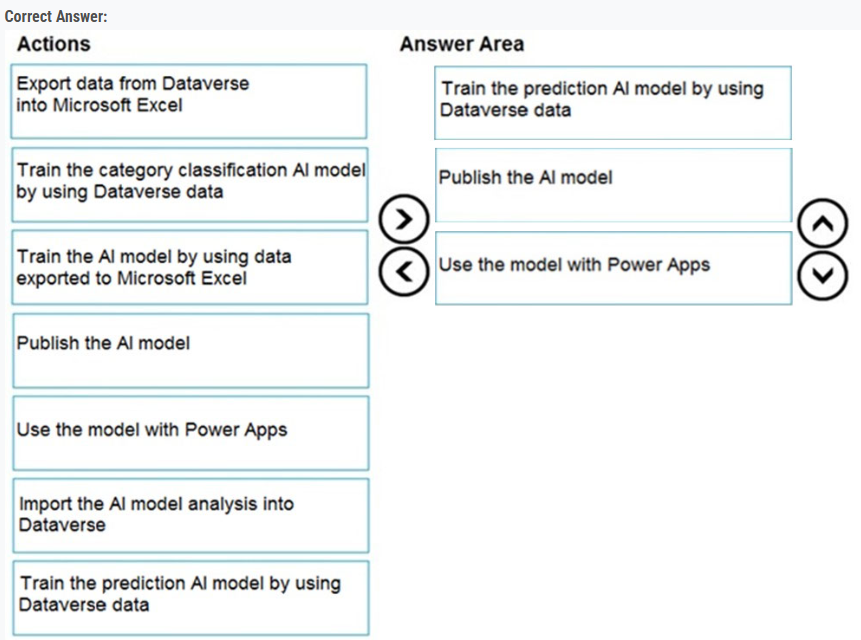 Correct Answer:
Actions
Answer Area
Export data from Dataverse
into Microsoft Excel
Train the category classification AI model
by using Dataverse data
Train the AI model by using data
exported to Microsoft Excel
Publish the AI model
Use the model with Power Apps
Import the AI model analysis into
Dataverse
Train the prediction AI model by using
Dataverse data
Train the prediction AI model by using
Dataverse data
Publish the AI model
Use the model with Power Apps